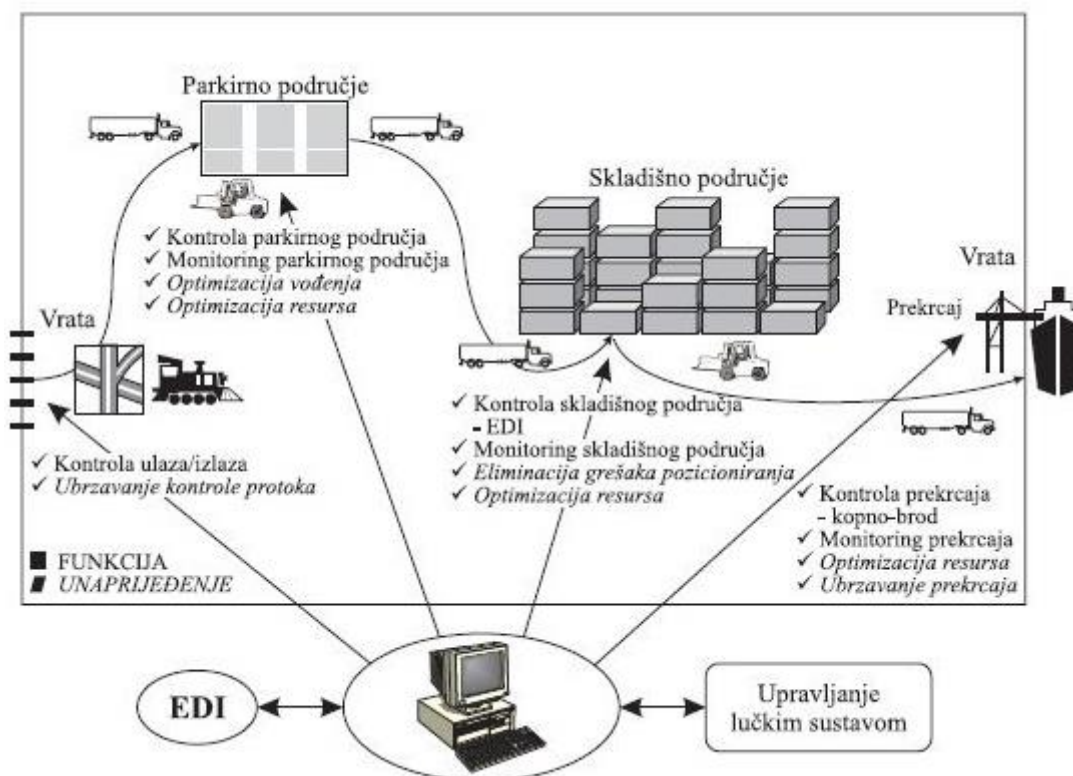 Parkirno područje
✓ Kontrola parkirnog područja
✓ Monitoring parkirnog područja
✓ Optimizacija vođenja
✓ Optimizacija resursa
Skladišno područje
Vrata
Prekrcaj
Vrata
✓ Kontrola ulaza/izlaza
✓ Ubrzavanje kontrole protoka
✓ Kontrola skladišnog područja
- EDI
✓ Monitoring skladišnog područja
✓ Eliminacija grešaka pozicioniranja
✓ Optimizacija resursa
✓ Kontrola prekrcaja
- kopno-brod
✓ Monitoring prekrcaja
✓ Optimizacija resursa
✓ Ubrzavanje prekrcaja
FUNKCIJA
UNAPRIJEĐENJE
EDI
Upravljanje
lučkim sustavom